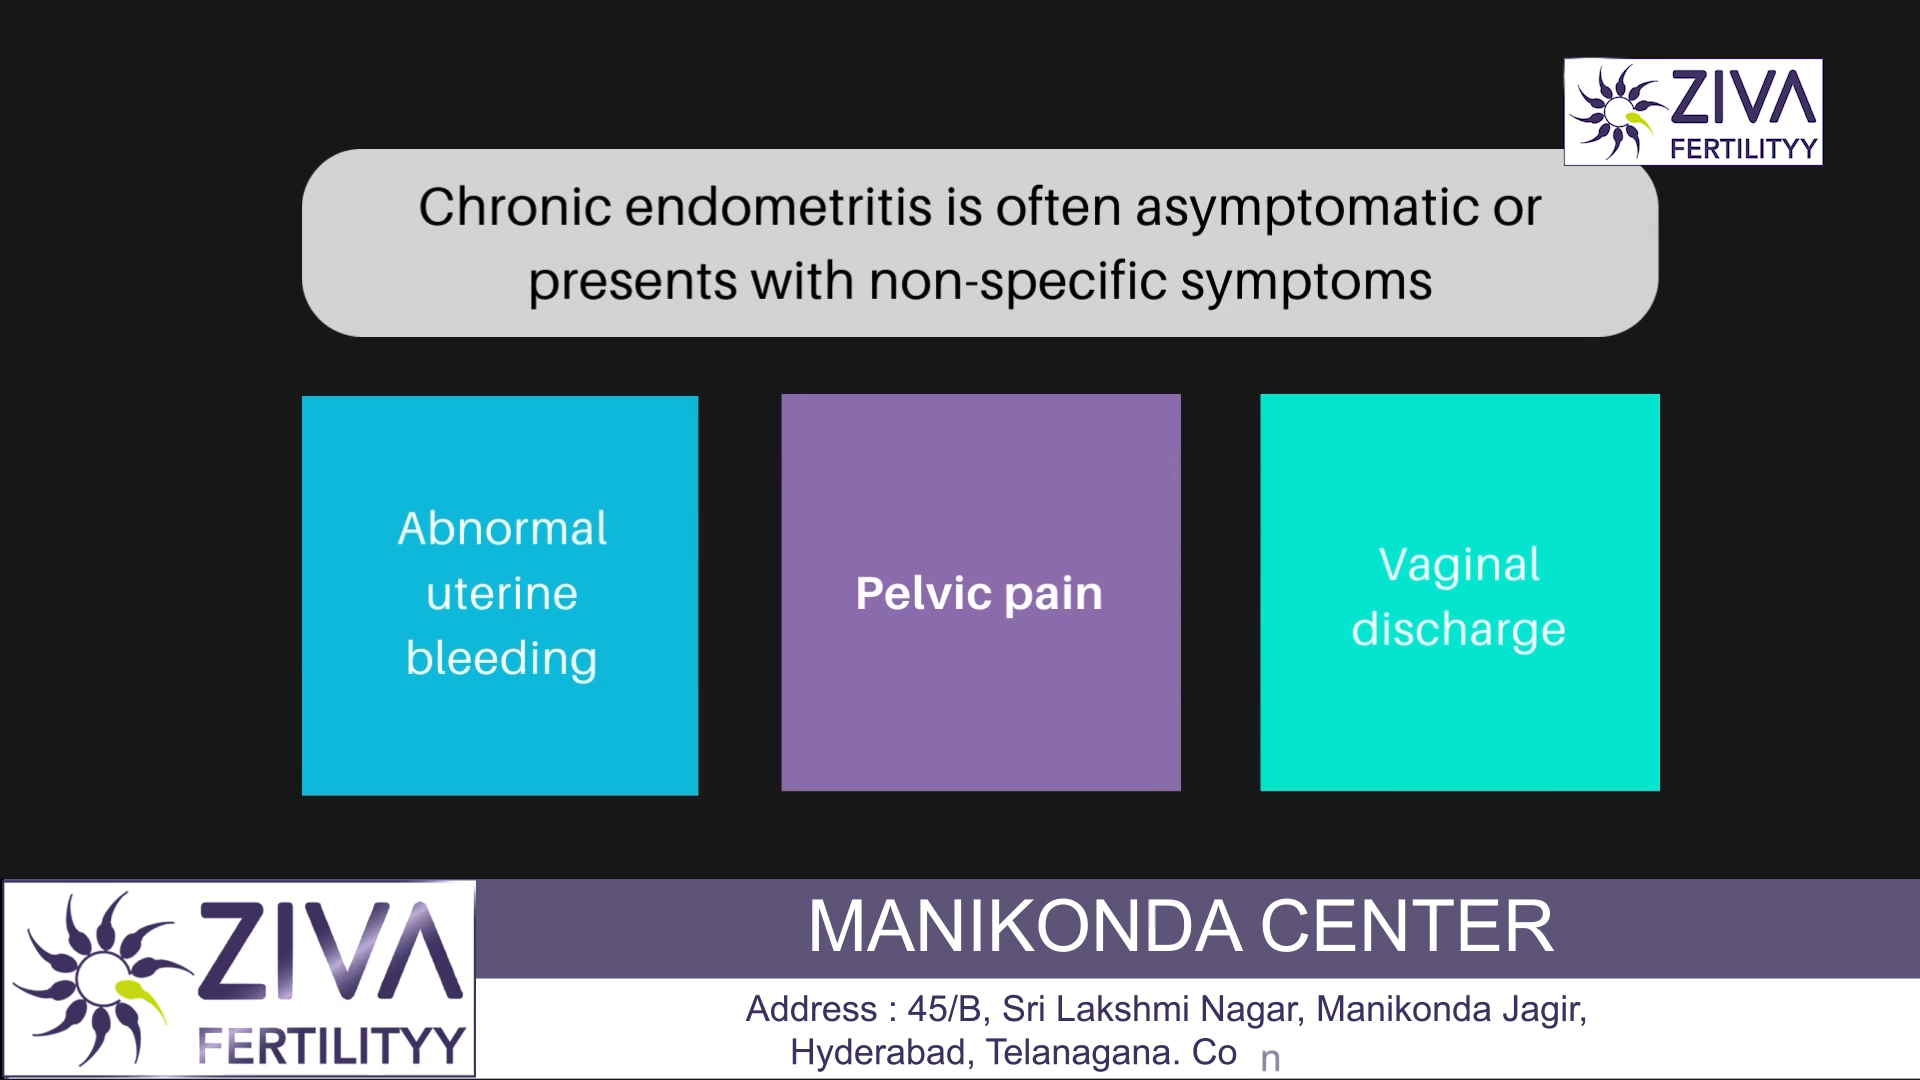 ZIVA
FERTILITYY
Chronic endometritis is often asymptomatic or
presents with non-specific symptoms
Abnormal
uterine
bleeding
Pelvic pain
Vaginal
discharge
ZIVA
FERTILITYY
MANIKONDA CENTER
Address : 45/B, Sri Lakshmi Nagar, Manikonda Jagir,
Hyderabad, Telanagana. Co n